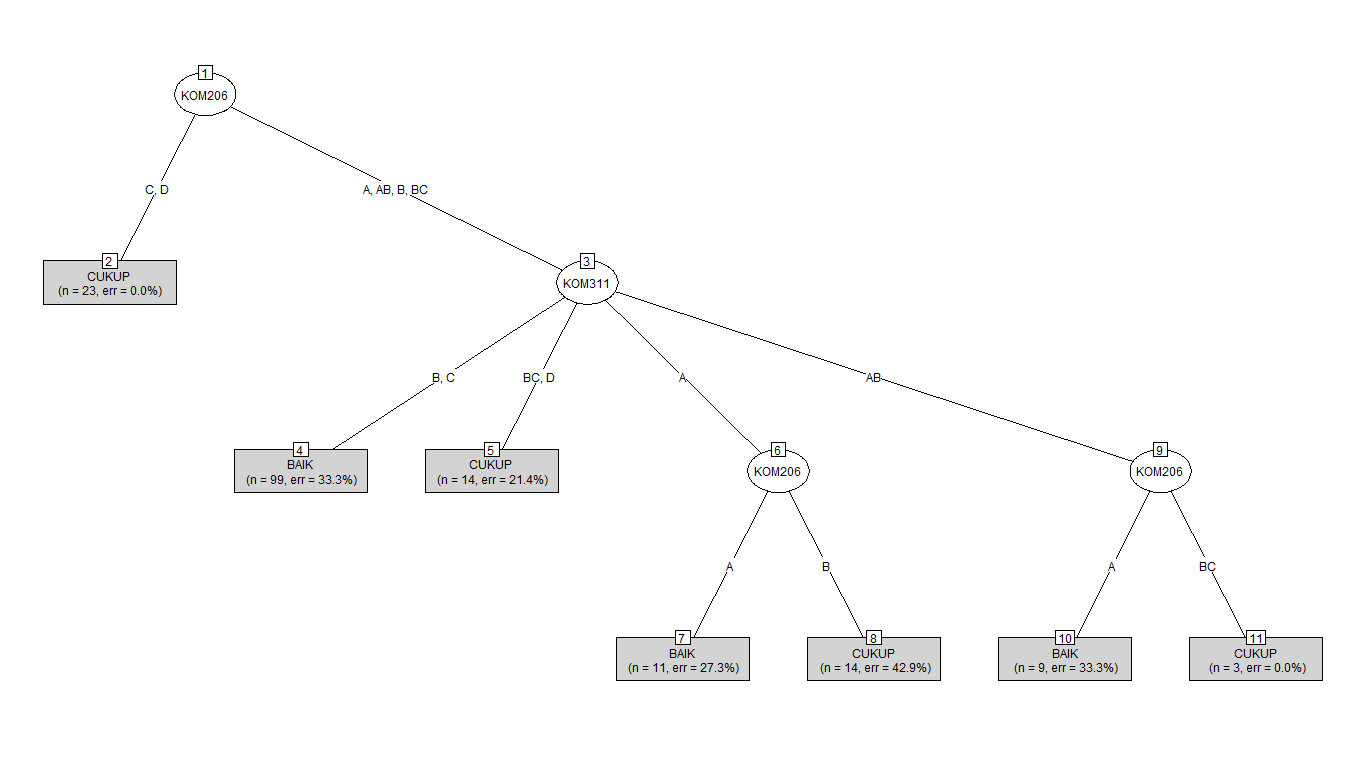 1
KOM206
C, D
A, AB, B, BC
2
CUKUP
(n = 23, err = 0.0%)
3
KOM311
B, C
BC, D
A
AB
4
BAIK
(n = 99, err = 33.3%)
5
CUKUP
(n = 14, err = 21.4%)
6
KOM206
9
KOM206
A
B
A
BC
7
BAIK
(n = 11, err = 27.3%)
8
CUKUP
(n = 14, err = 42.9%)
10
BAIK
(n = 9, err = 33.3%)
11
CUKUP
(n = 3, err = 0.0%)